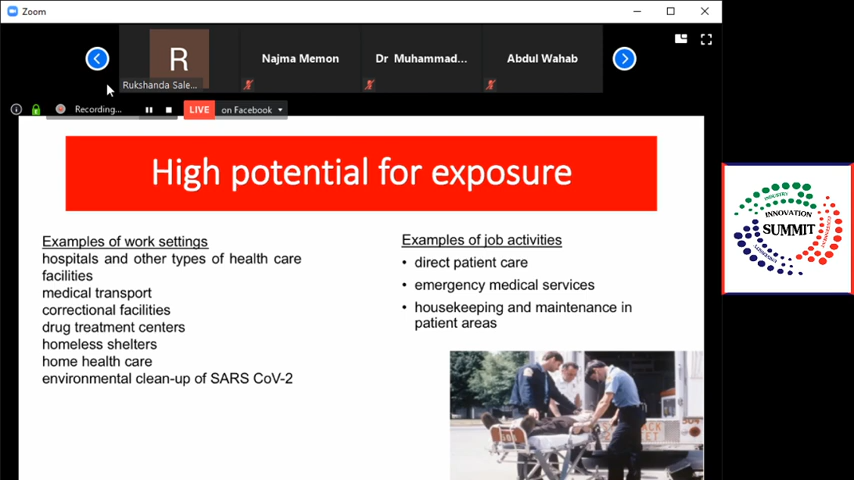 Zoom
R
Rukshanda Sale...
Najma Memon
Dr Muhammad...
Abdul Wahab
Recording...
LIVE
on Facebook
High potential for exposure
Examples of work settings
hospitals and other types of health care
facilities
medical transport
correctional facilities
drug treatment centers
homeless shelters
home health care
environmental clean-up of SARS CoV-2
Examples of job activities
• direct patient care
• emergency medical services
• housekeeping and maintenance in
patient areas
INDUSTRY
INNOVATION
SUMMIT
GOVERNMENT
UNIVERSITY